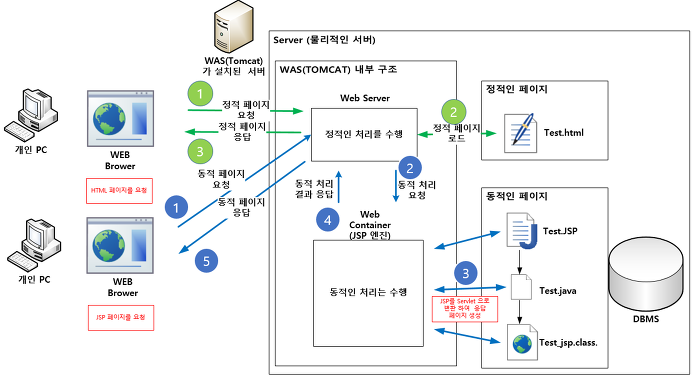 WAS(Tomcat)
가 설치된 서버
Server (물리적인 서버)
WAS(TOMCAT) 내부 구조
Web Server
정적인 처리를 수행
정적인 페이지
Test.html
1
정적 페이지
요청
정적 페이지
응답
3
2
정적 페이지
로드
개인 PC
WEB
Brower
HTML 페이지를 요청
동적 페이지
요청
동적 페이지
응답
1
5
동적 처리
결과 응답
4
2
동적 처리
요청
Web
Container
(JSP 엔진)
동적인 처리는 수행
개인 PC
WEB
Brower
JSP 페이지를 요청
3
JSP를 Servlet 으로
변환 하여 응답
페이지 생성
동적인 페이지
Test.JSP
Test.java
Test_jsp.class.
DBMS